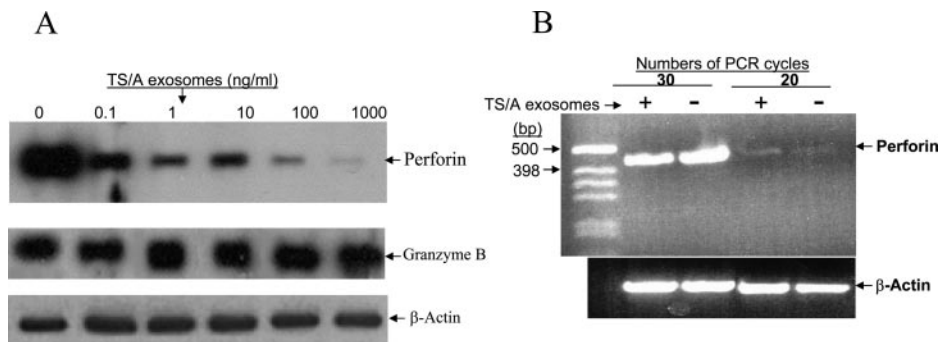 A
TS/A exosomes (ng/ml)
0 0.1 1 10 100 1000
Perforin
Granzyme B
β-Actin
B
Numbers of PCR cycles
30 20
TS/A exosomes + - + -
(bp)
500
398
Perforin
β-Actin